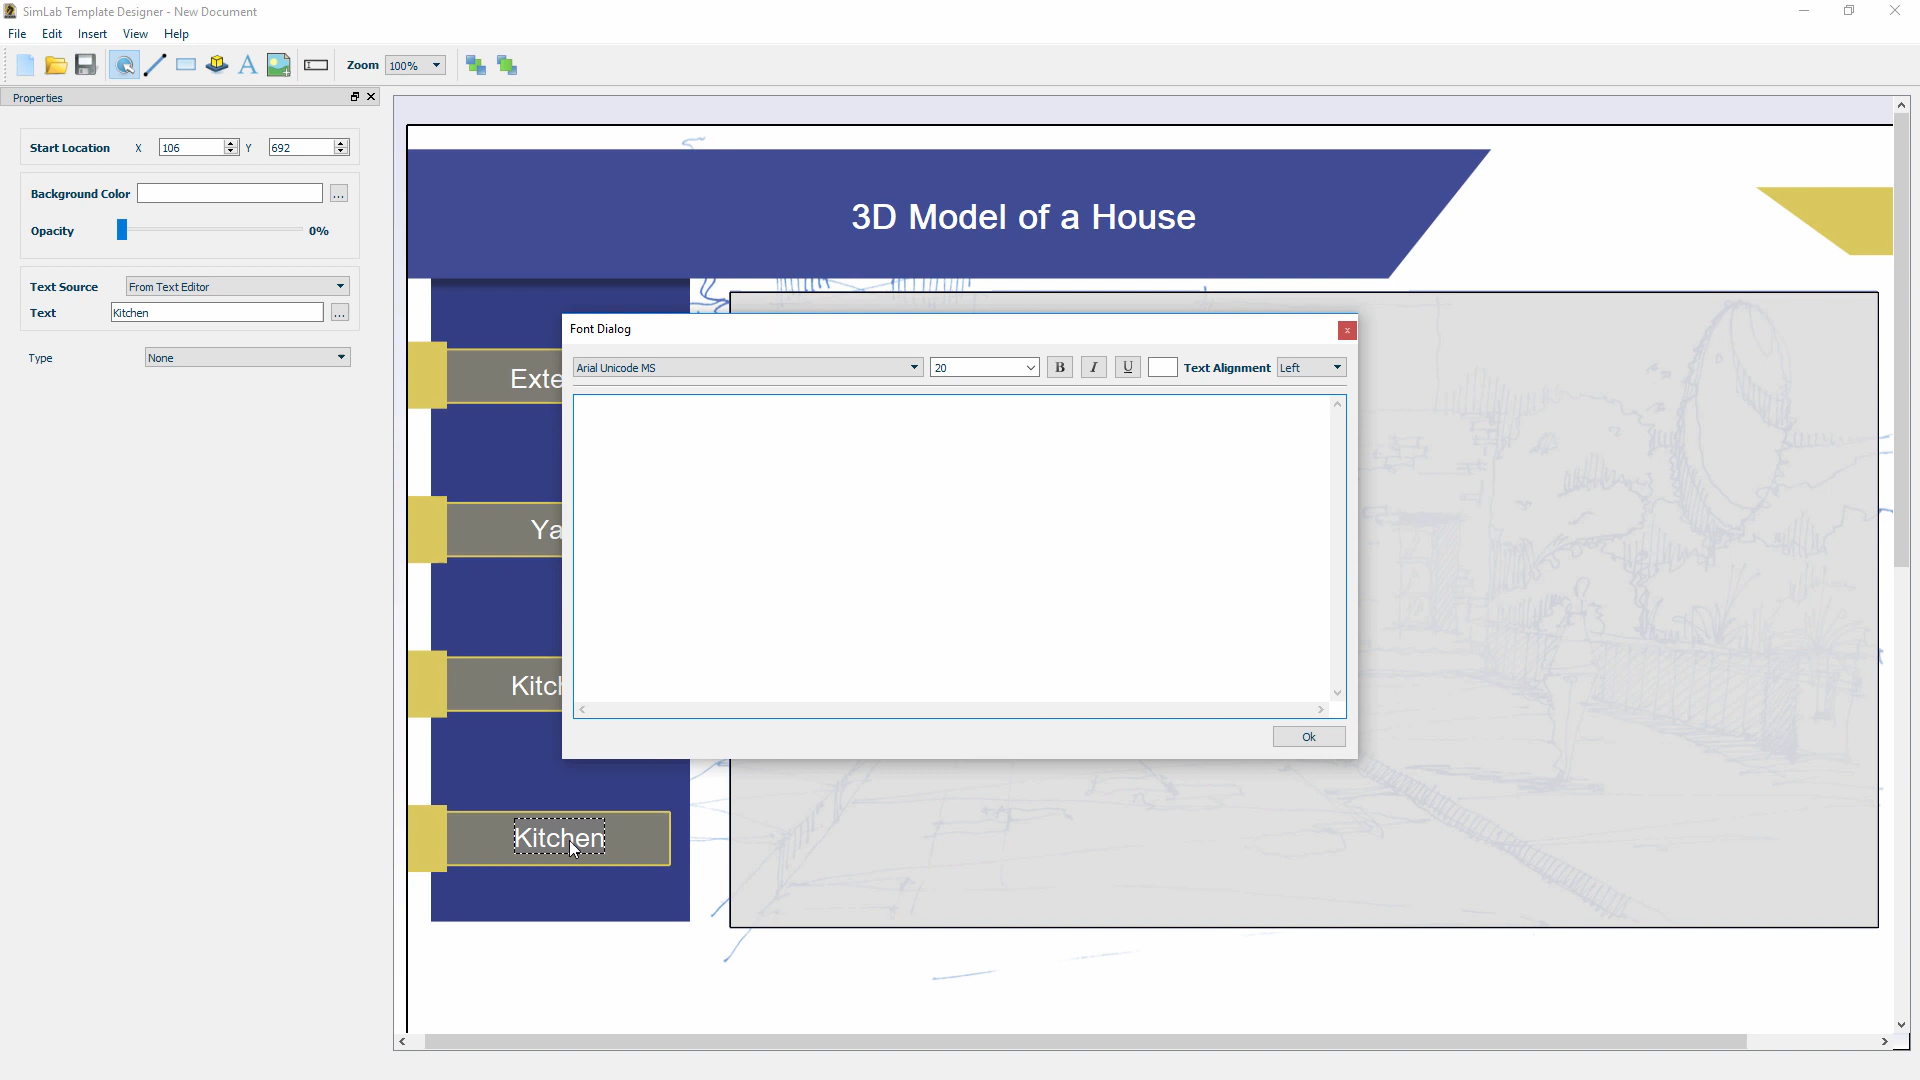 SimLab Template Designer - New Document
File Edit Insert View Help
Zoom 100%
Properties
Start Location X 106 Y 692
Background Color ...
Opacity 0%
Text Source From Text Editor
Text Kitchen ...
Type None
3D Model of a House
Exte
Ya
Kitch
Kitchen
Font Dialog
x
Arial Unicode MS 20 B I U Text Alignment Left
Ok